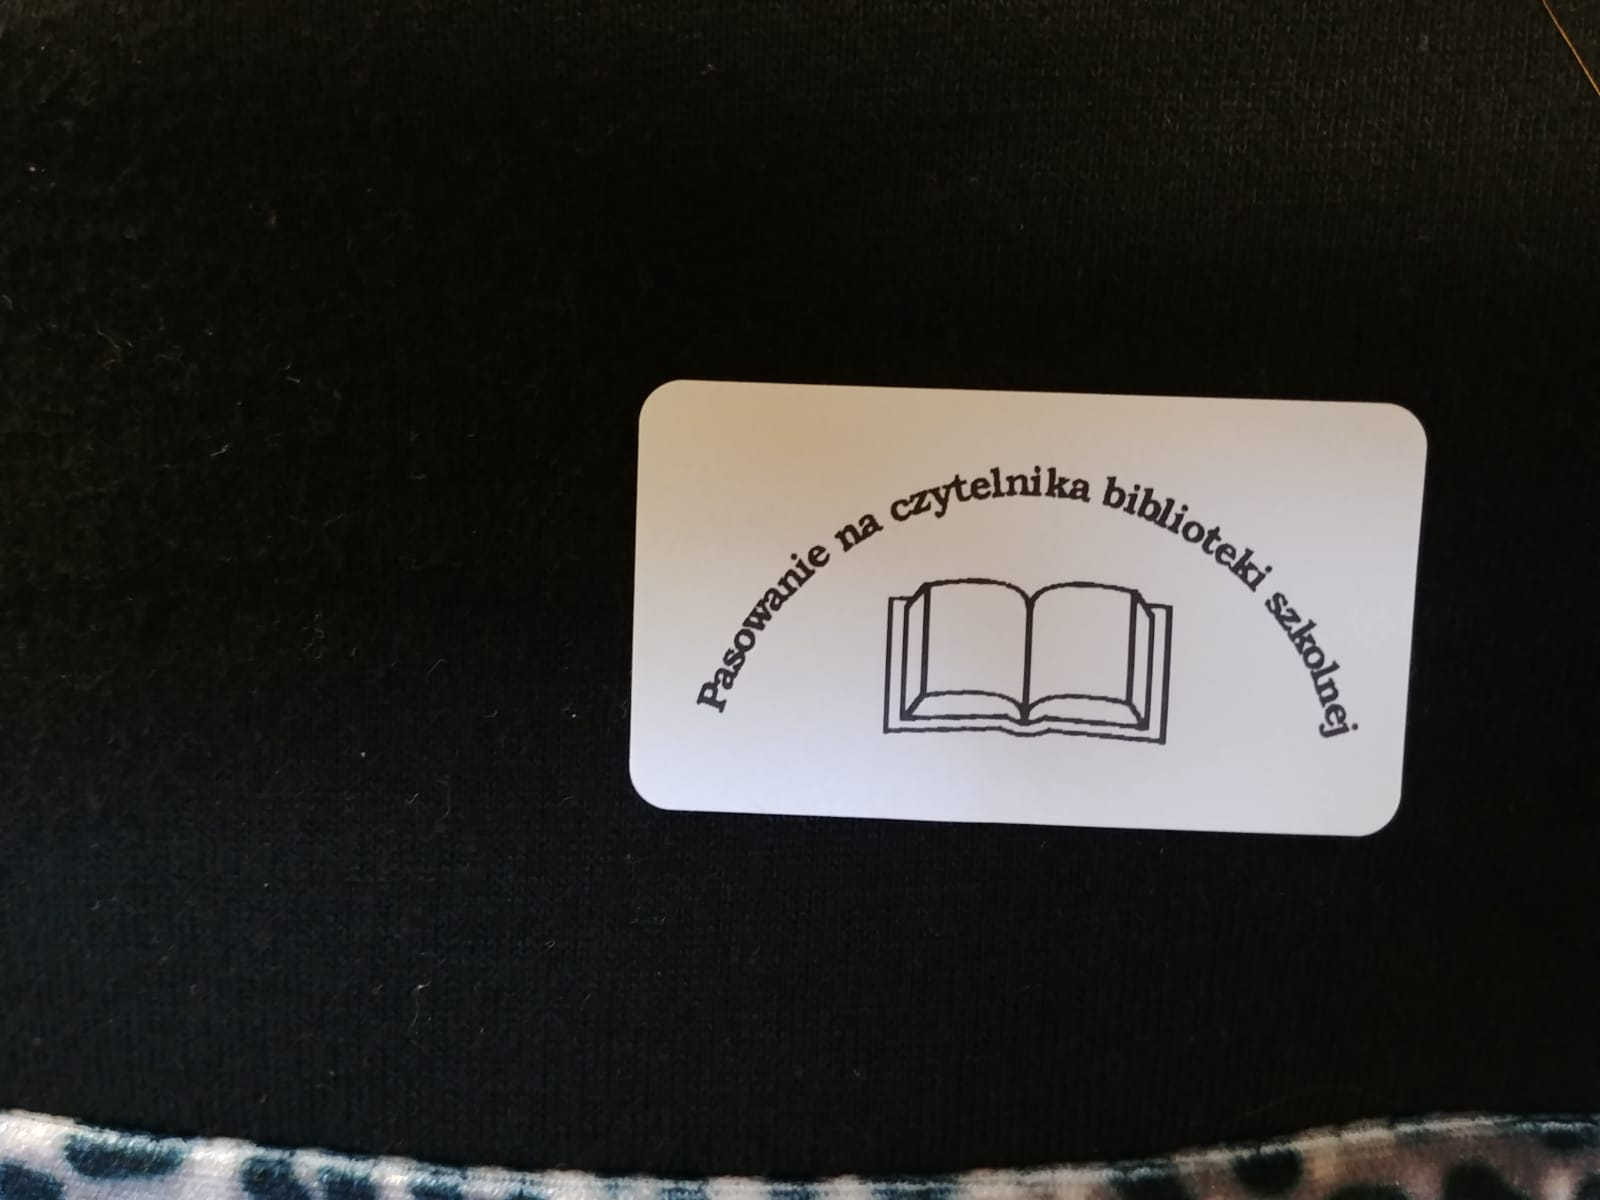 Pasowanie na czytelnika biblioteki szkolnej